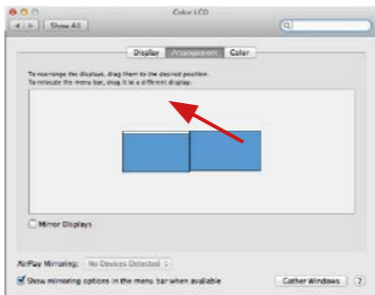 Color LCD
Show All
Display Arrangement Color
To rearrange the displays, drag them to the desired position.
To relocate the menu bar, drag it to a different display.
Mirror Displays
AirPlay Mirroring: No Devices Detected
Show mirroring options in the menu bar when available
Gather Windows ?